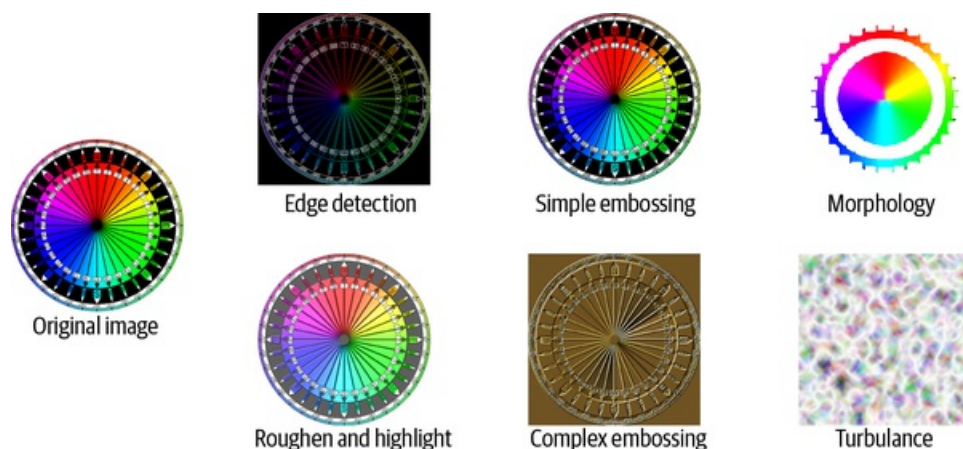 Edge detection
Simple embossing
Morphology
Original image
Roughen and highlight
Complex embossing
Turbulance